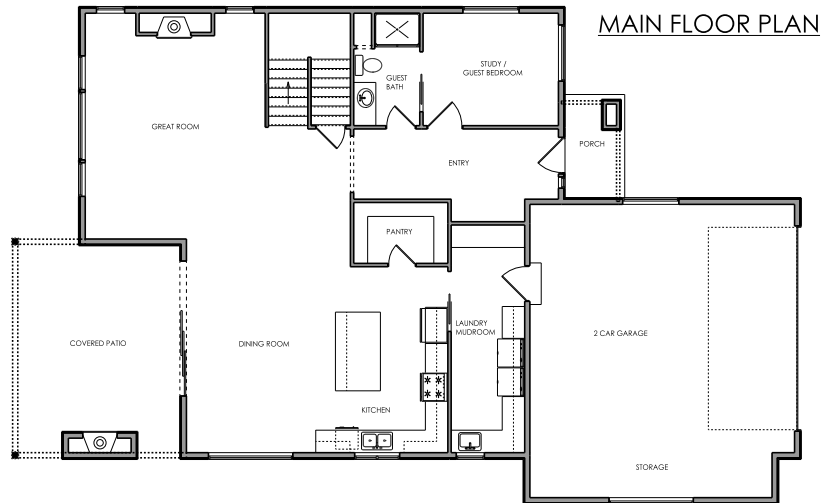 MAIN FLOOR PLAN
STUDY /
GUEST BEDROOM
GUEST
BATH
GREAT ROOM
PORCH
ENTRY
PANTRY
LAUNDRY
MUDROOM
2 CAR GARAGE
COVERED PATIO
DINING ROOM
KITCHEN
STORAGE